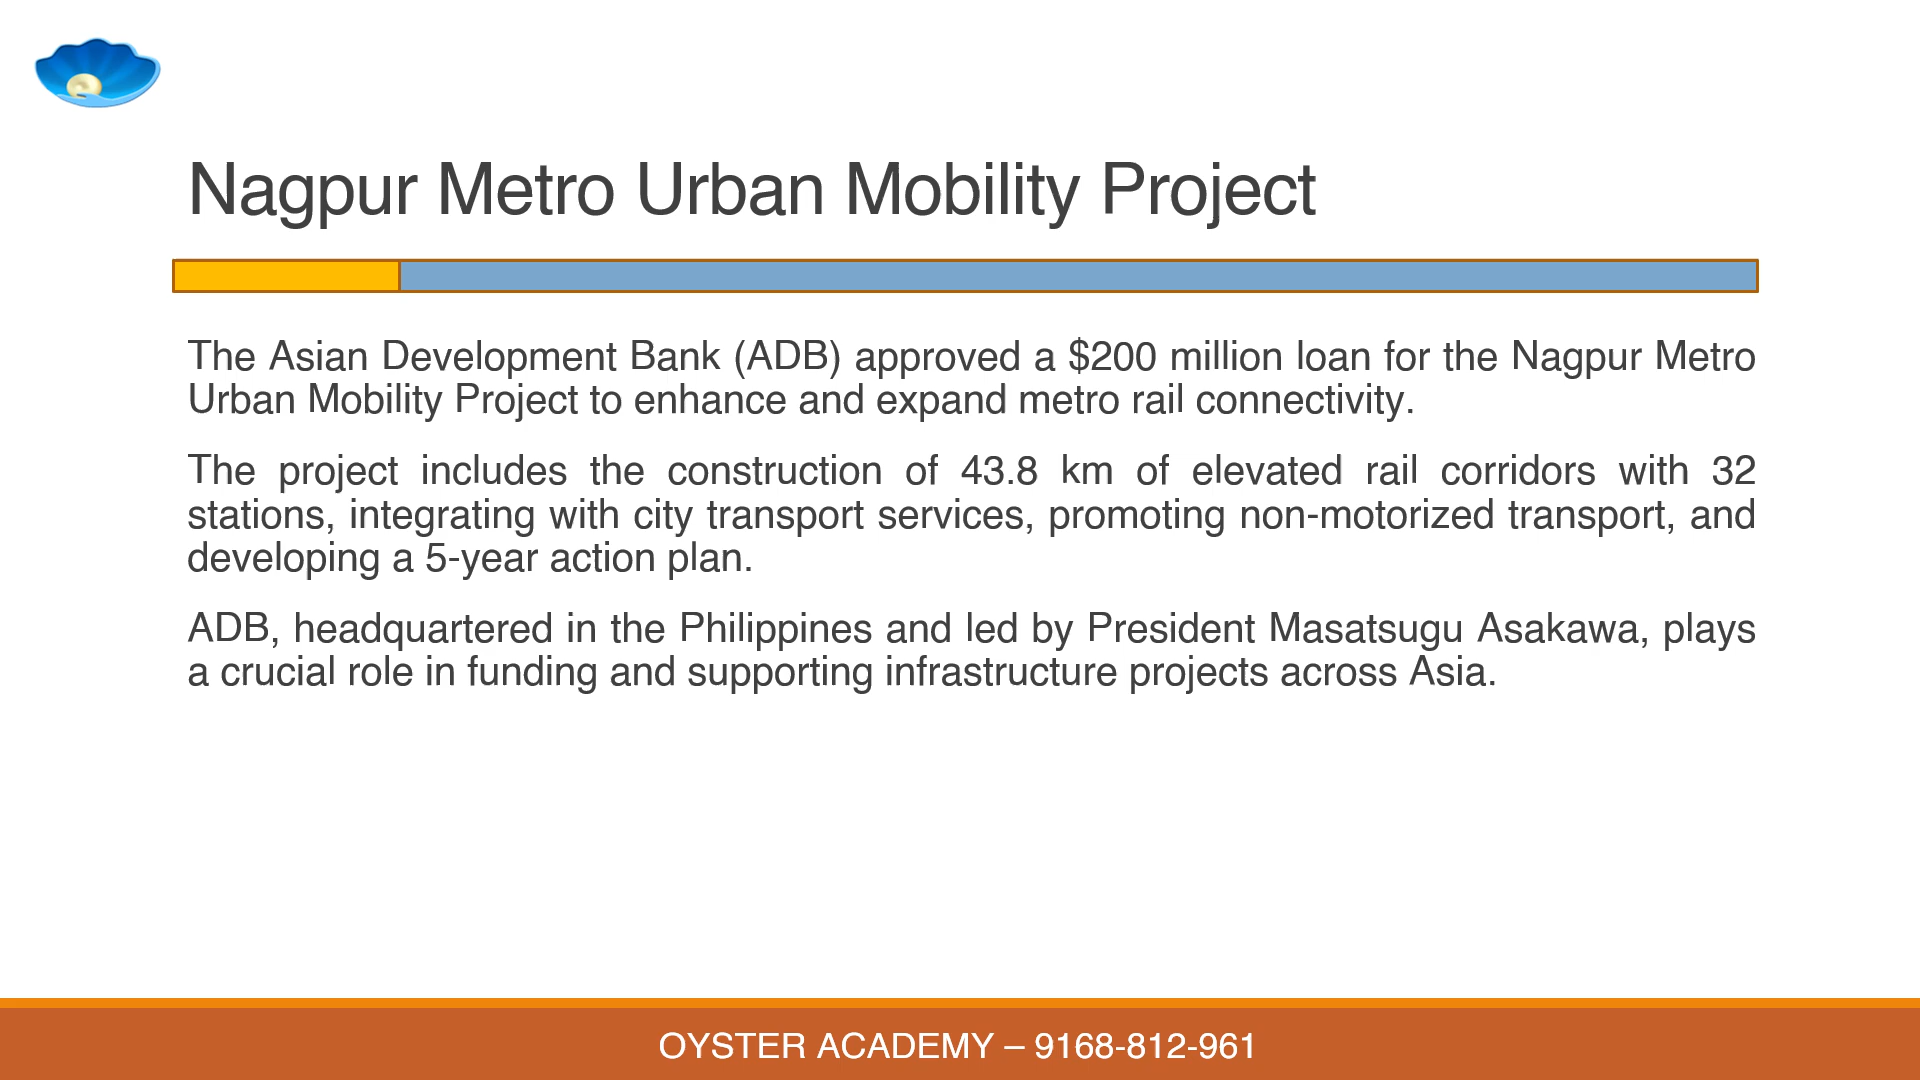 Nagpur Metro Urban Mobility Project
The Asian Development Bank (ADB) approved a $200 million loan for the Nagpur Metro
Urban Mobility Project to enhance and expand metro rail connectivity.
The project includes the construction of 43.8 km of elevated rail corridors with 32
stations, integrating with city transport services, promoting non-motorized transport, and
developing a 5-year action plan.
ADB, headquartered in the Philippines and led by President Masatsugu Asakawa, plays
a crucial role in funding and supporting infrastructure projects across Asia.
OYSTER ACADEMY – 9168-812-961